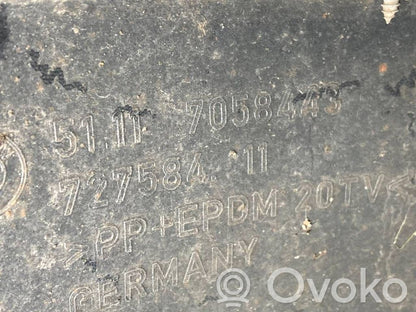 51.11 7058443
727584. 11
>PP+EPDM 20TV<
GERMANY
Ovoko